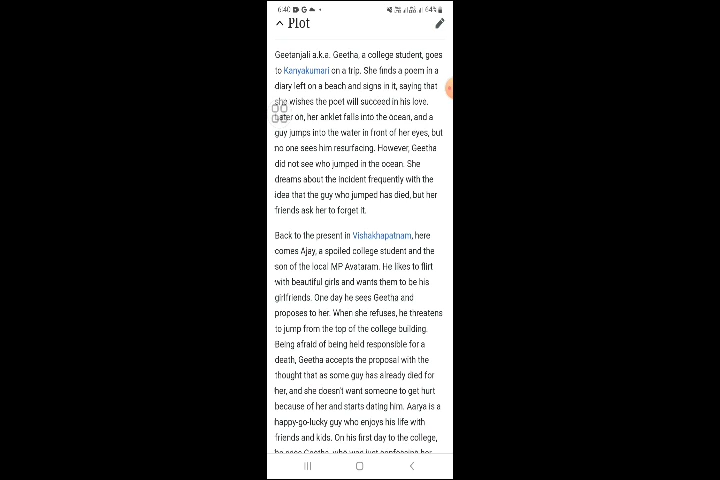 6:40
64%
Plot
Geetanjali a.k.a. Geetha, a college student, goes
to Kanyakumari on a trip. She finds a poem in a
diary left on a beach and signs in it, saying that
she wishes the poet will succeed in his love.
Later on, her anklet falls into the ocean, and a
guy jumps into the water in front of her eyes, but
no one sees him resurfacing. However, Geetha
did not see who jumped in the ocean. She
dreams about the incident frequently with the
idea that the guy who jumped has died, but her
friends ask her to forget it.
Back to the present in Vishakhapatnam, here
comes Ajay, a spoiled college student and the
son of the local MP Avataram. He likes to flirt
with beautiful girls and wants them to be his
girlfriends. One day he sees Geetha and
proposes to her. When she refuses, he threatens
to jump from the top of the college building.
Being afraid of being held responsible for a
death, Geetha accepts the proposal with the
thought that as some guy has already died for
her, and she doesn't want someone to get hurt
because of her and starts dating him. Aarya is a
happy-go-lucky guy who enjoys his life with
friends and kids. On his first day to the college,
he sees Geetha, who was just confessing her